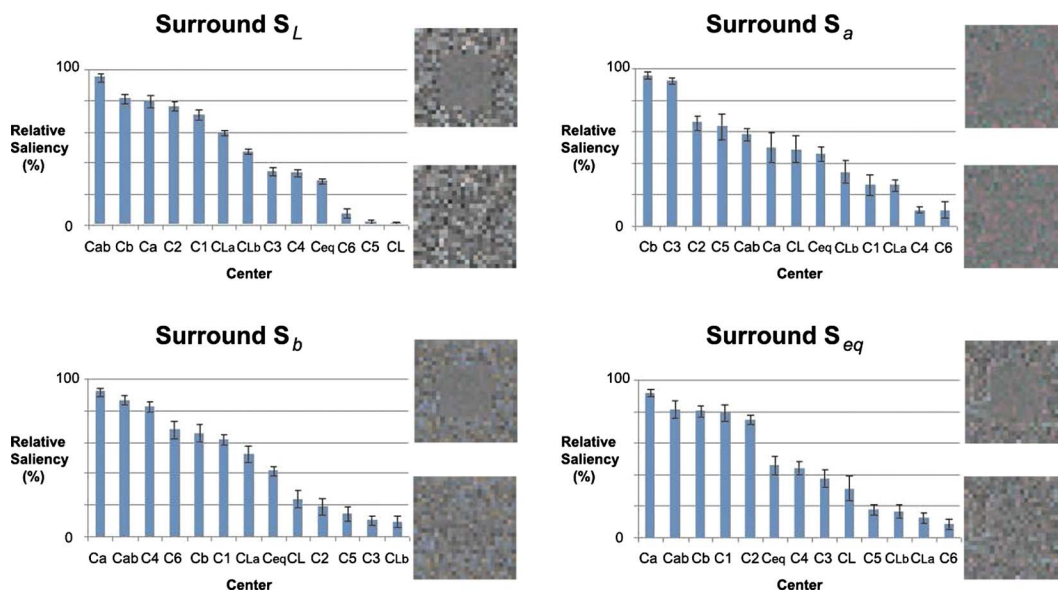 Surround S_L
100
Relative
Saliency
(%)
0
Cab Cb Ca C2 C1 CLa CLb C3 C4 Ceq C6 C5 CL
Center
Surround S_a
100
Relative
Saliency
(%)
0
Cb C3 C2 C5 Cab Ca CL Ceq CLb C1 CLa C4 C6
Center
Surround S_b
100
Relative
Saliency
(%)
0
Ca Cab C4 C6 Cb C1 CLa Ceq CL C2 C5 C3 CLb
Center
Surround S_eq
100
Relative
Saliency
(%)
0
Ca Cab Cb C1 C2 Ceq C4 C3 CL C5 CLb CLa C6
Center